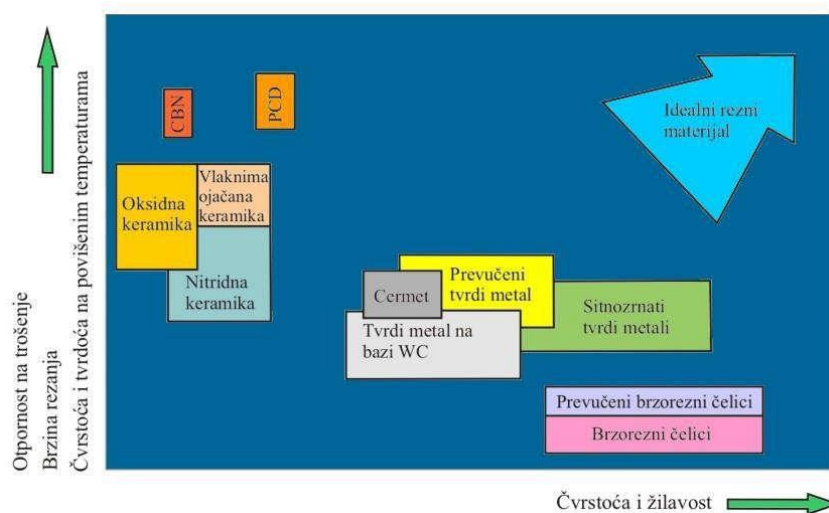 Otpornost na trošenje
Brzina rezanja
Čvrstoća i tvrdoća na povišenim temperaturama
CBN
PCD
Idealni rezni
materijal
Oksidna
keramika
Vlaknima
ojačana
keramika
Nitridna
keramika
Cermet
Prevučeni
tvrdi metal
Tvrdi metal na
bazi WC
Sitnozrnati
tvrdi metali
Prevučeni brzorezni čelici
Brzorezni čelici
Čvrstoća i žilavost